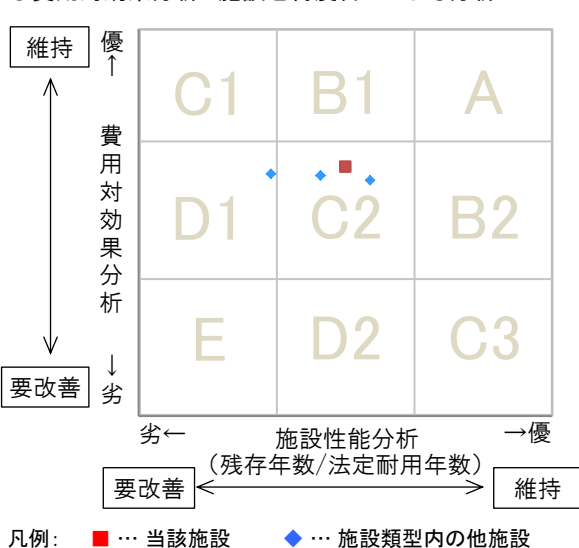 維持
優
↑
費用対効果分析
↓
劣
要改善
C1 B1 A
D1 C2 B2
E D2 C3
劣← 施設性能分析 →優
（残存年数/法定耐用年数）
要改善 維持
凡例： ■ … 当該施設 ◆ … 施設類型内の他施設